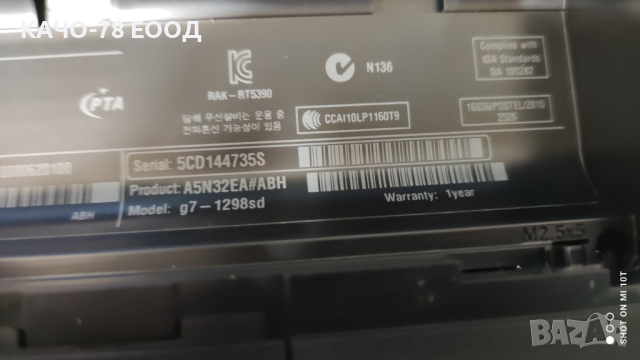 КАЧО-78 ЕООД
PTA
RAK-RT5390
N136
Complies with
IDA Standards
DA 105282
당해 무선설비는 운용 중
전파혼신 가능성이 있음
CCAI10LP1160T9
16036/POSTEL/2010
2526
Serial: 5CD144735S
Product: A5N32EA#ABH
Model: g7-1298sd
Warranty: 1year
ABH
M2.5x5
SHOT ON MI 10T
BAZAR